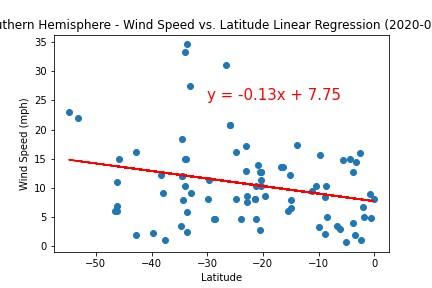 uthern Hemisphere - Wind Speed vs. Latitude Linear Regression (2020-0
35
30
25
20
15
10
5
0
Wind Speed (mph)
y = -0.13x + 7.75
−50 −40 −30 −20 −10 0
Latitude